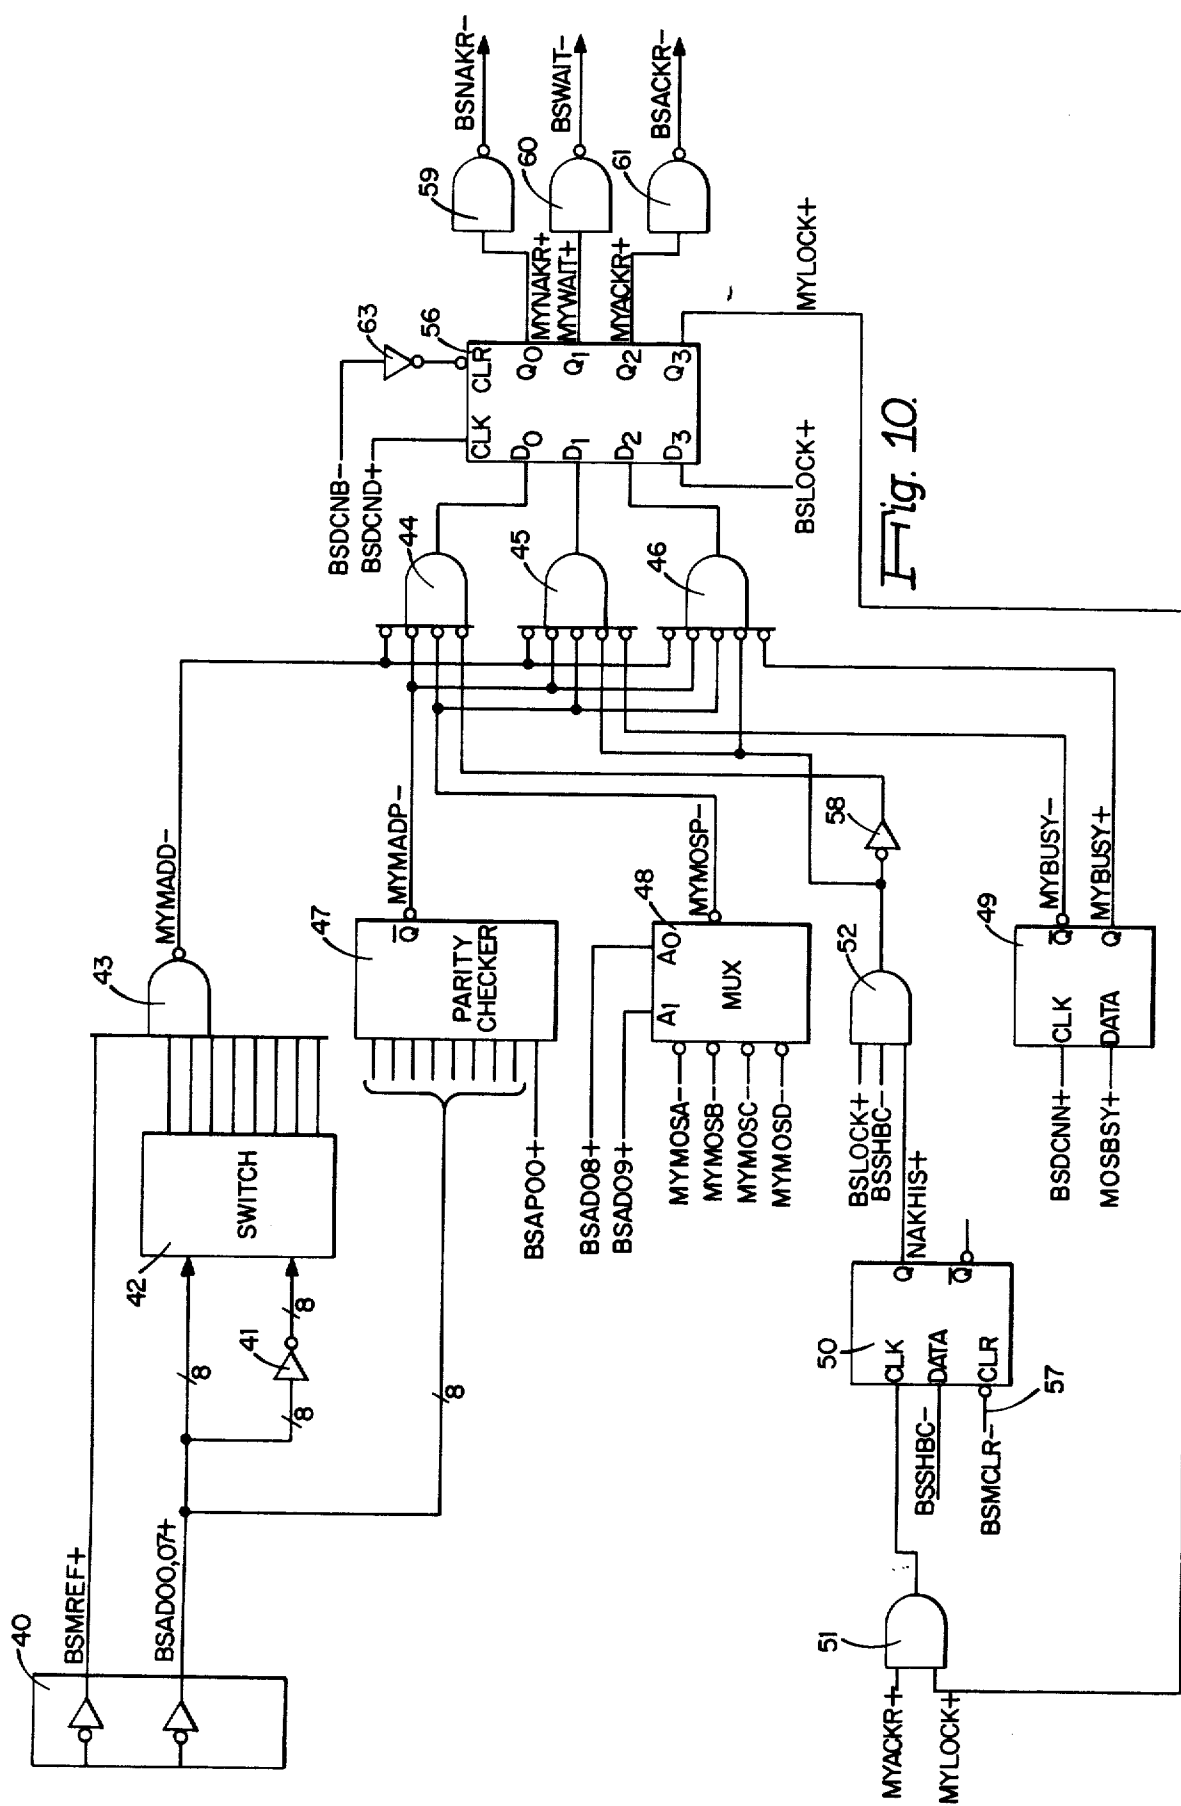 40
BSMREF+
BSAD00,07+
8
8
41
8
42
SWITCH
43
MYMADD-
8
47
PARITY
CHECKER
Q
MYMADP-
BSAP00+
BSAD08+
BSAD09+
A1
A0
48
MUX
MYMOSP-
MYMOSA-
MYMOSB-
MYMOSC-
MYMOSD-
BSLOCK+
BSSHBC-
NAKHIS+
52
58
MYACKR+
MYLOCK+
51
50
CLK
DATA
CLR
Q
Q
BSSHBC-
BSMCLR-
57
BSDCNN+
MOSBSY+
CLK
DATA
49
Q
Q
MYBUSY-
MYBUSY+
44
45
46
BSDCNB-
BSDCND+
63
56
CLK
CLR
D0
D1
D2
D3
Q0
Q1
Q2
Q3
BSLOCK+
MYNAKR+
MYWAIT+
MYACKR+
MYLOCK+
59
60
61
BSNAKR-
BSWAIT-
BSACKR-
Fig. 10.